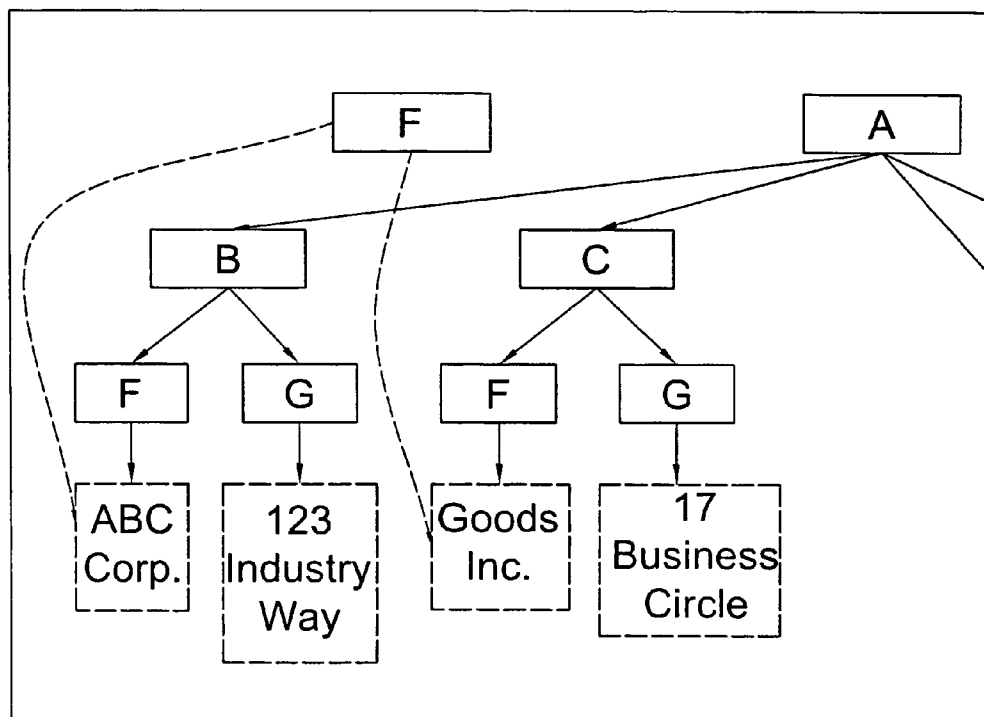 F
A
B
C
F
G
F
G
ABC
Corp.
123
Industry
Way
Goods
Inc.
17
Business
Circle